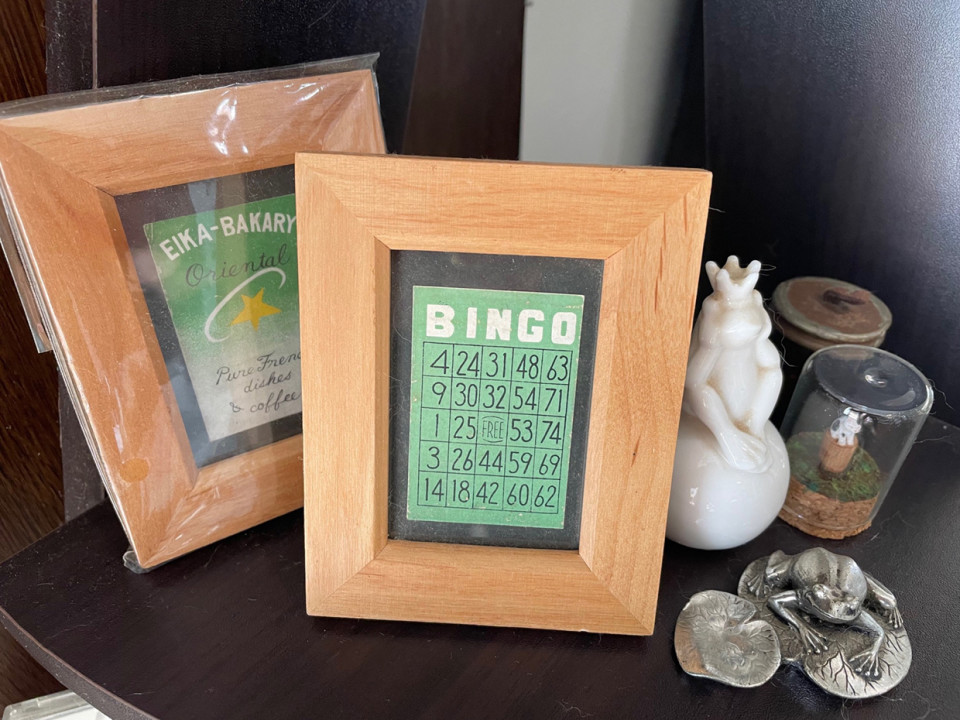 EIKA-BAKARY
Oriental
Pure
dishes
& coffee
BINGO
4 24 31 48 63
9 30 32 54 71
1 25 FREE 53 74
3 26 44 59 69
14 18 42 60 62